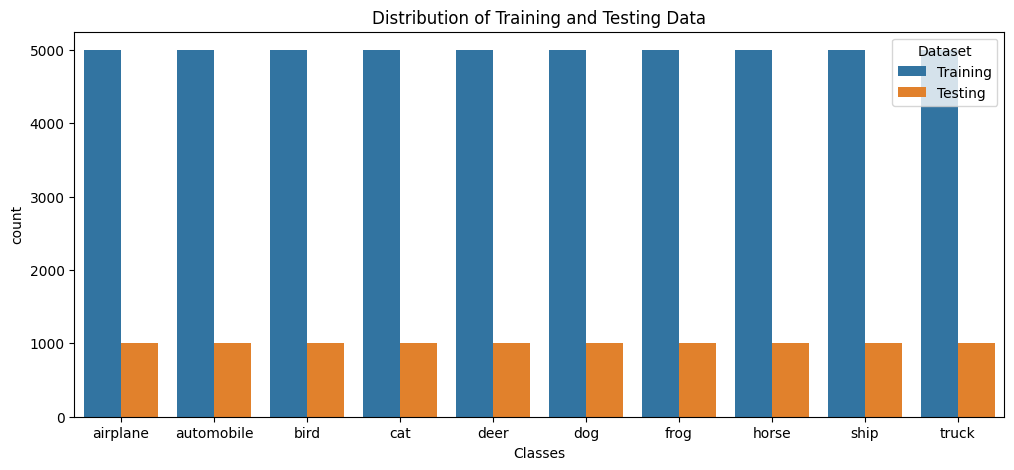 Distribution of Training and Testing Data
count
5000
4000
3000
2000
1000
0
Dataset
Training
Testing
airplane automobile bird cat deer dog frog horse ship truck
Classes